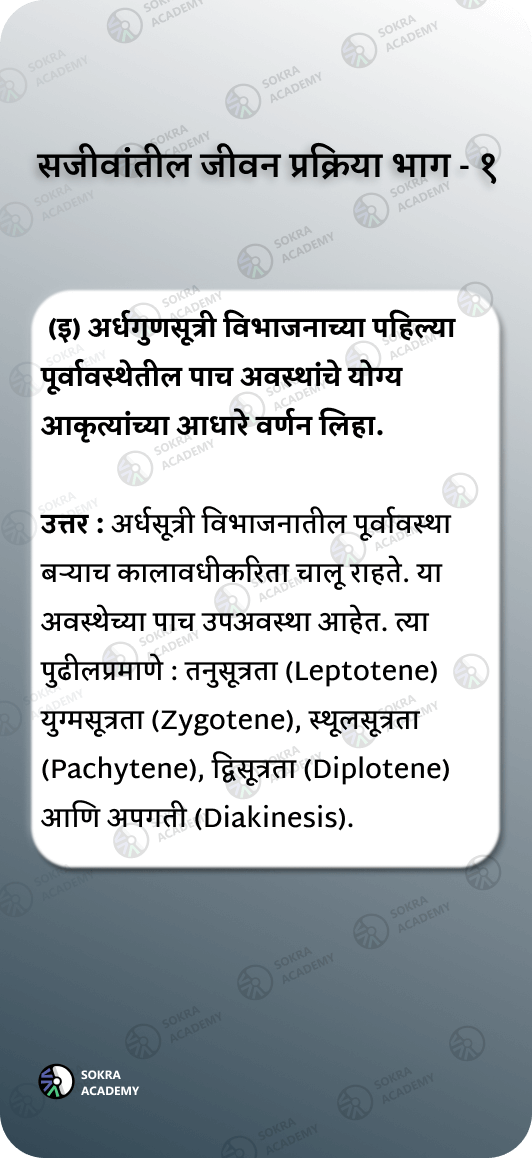 सजीवांतील जीवन प्रक्रिया भाग - १
(इ) अर्धगुणसूत्री विभाजनाच्या पहिल्या
पूर्वावस्थेतील पाच अवस्थांचे योग्य
आकृत्यांच्या आधारे वर्णन लिहा.
उत्तर : अर्धसूत्री विभाजनातील पूर्वावस्था
बऱ्याच कालावधीकरिता चालू राहते. या
अवस्थेच्या पाच उपअवस्था आहेत. त्या
पुढीलप्रमाणे : तनुसूत्रता (Leptotene)
युग्मसूत्रता (Zygotene), स्थूलसूत्रता
(Pachytene), द्विसूत्रता (Diplotene)
आणि अपगती (Diakinesis).
SOKRA
ACADEMY